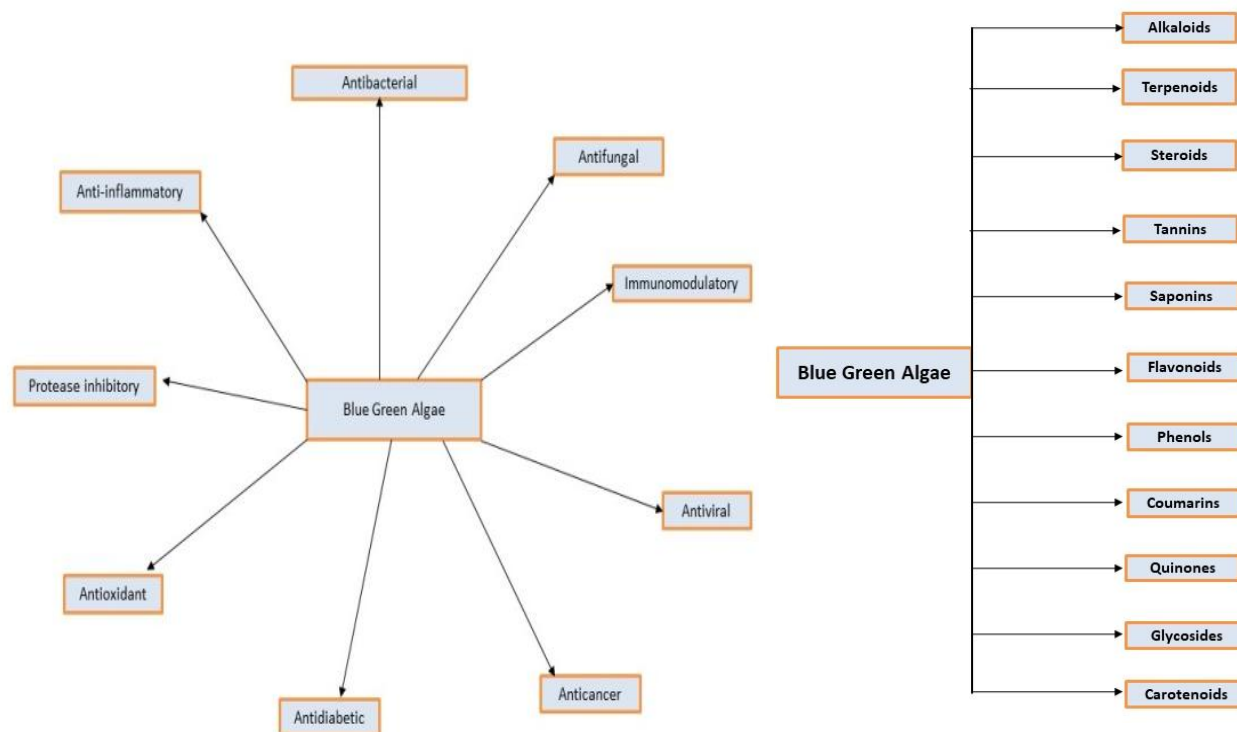 Antibacterial
Antifungal
Anti-inflammatory
Immunomodulatory
Protease inhibitory
Blue Green Algae
Antiviral
Antioxidant
Anticancer
Antidiabetic
Blue Green Algae
Alkaloids
Terpenoids
Steroids
Tannins
Saponins
Flavonoids
Phenols
Coumarins
Quinones
Glycosides
Carotenoids